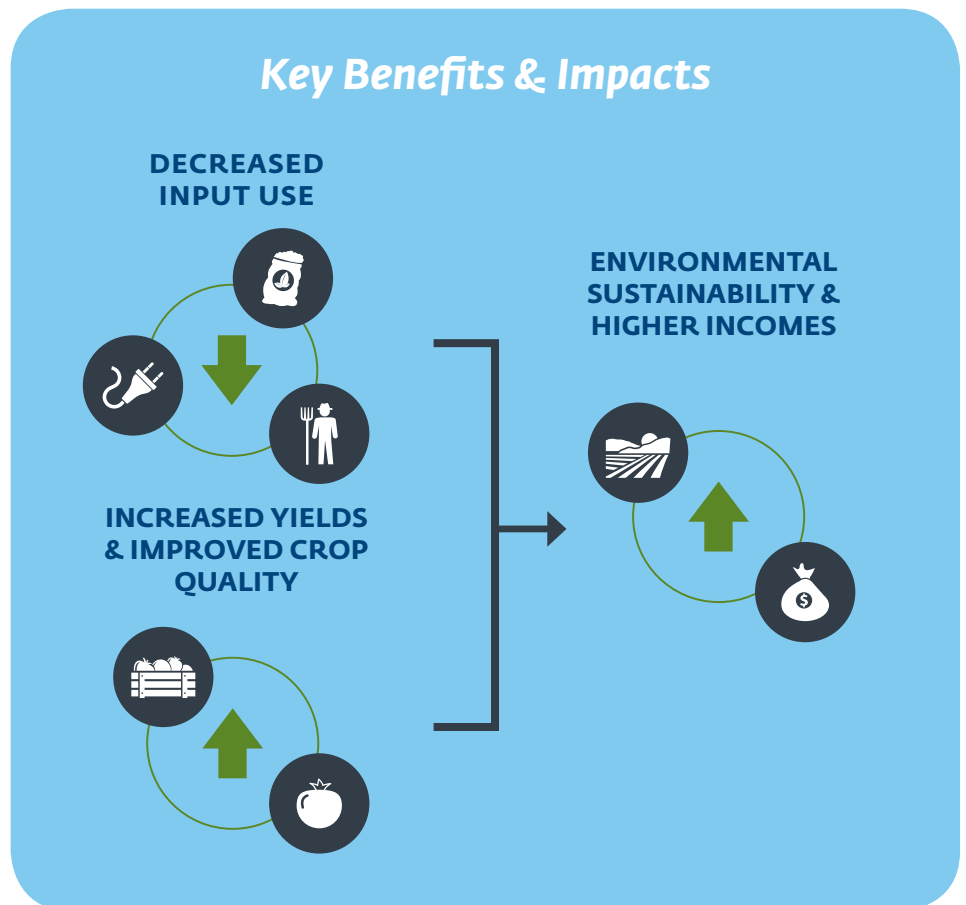 Key Benefits & Impacts
DECREASED
INPUT USE
INCREASED YIELDS
& IMPROVED CROP
QUALITY
ENVIRONMENTAL
SUSTAINABILITY &
HIGHER INCOMES
$